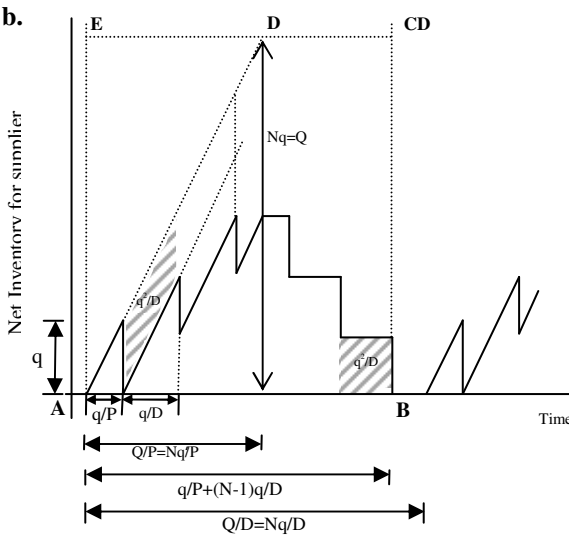 b.
E
D
CD
Net Inventory for supplier
Nq=Q
q²/D
q²/D
q
A
q/P
q/D
B
Time
Q/P=Nq/P
q/P+(N-1)q/D
Q/D=Nq/D